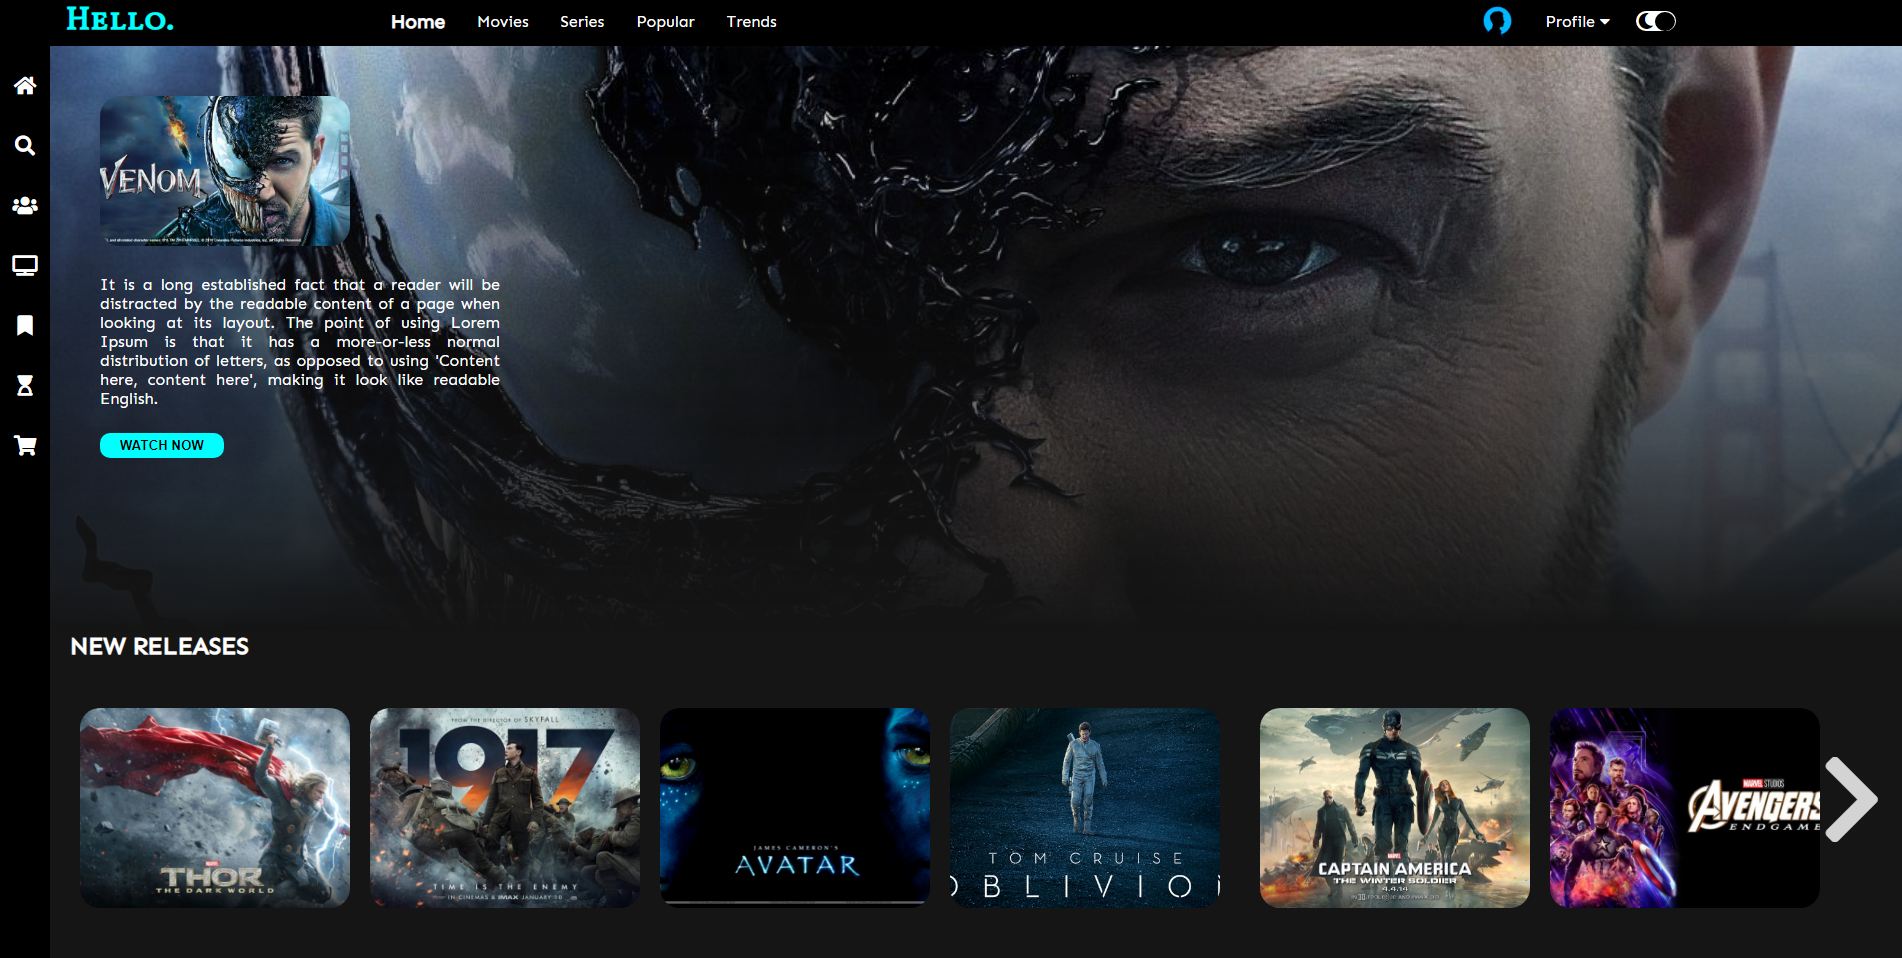 HELLO.
Home Movies Series Popular Trends
Profile
VENOM
It is a long established fact that a reader will be
distracted by the readable content of a page when
looking at its layout. The point of using Lorem
Ipsum is that it has a more-or-less normal
distribution of letters, as opposed to using 'Content
here, content here', making it look like readable
English.
WATCH NOW
NEW RELEASES
MARVEL
THOR
THE DARK WORLD
FROM THE DIRECTOR OF SKYFALL
1917
TIME IS THE ENEMY
IN CINEMAS & IMAX JANUARY 10
JAMES CAMERON'S
AVATAR
TOM CRUISE
OBLIVION
MARVEL
CAPTAIN AMERICA
THE WINTER SOLDIER
4.4.14
MARVEL STUDIOS
AVENGERS
ENDGAME